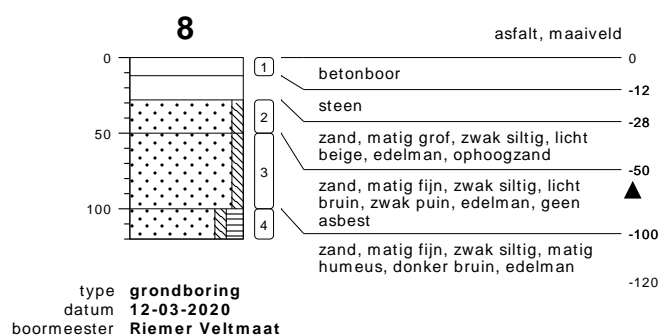 8
asfalt, maaiveld
0
0
1
betonboor
-12
steen
-28
2
zand, matig grof, zwak siltig, licht
beige, edelman, ophoogzand
50
-50
3
zand, matig fijn, zwak siltig, licht
bruin, zwak puin, edelman, geen
asbest
100
-100
4
zand, matig fijn, zwak siltig, matig
humeus, donker bruin, edelman
-120
type grondboring
datum 12-03-2020
boormeester Riemer Veltmaat